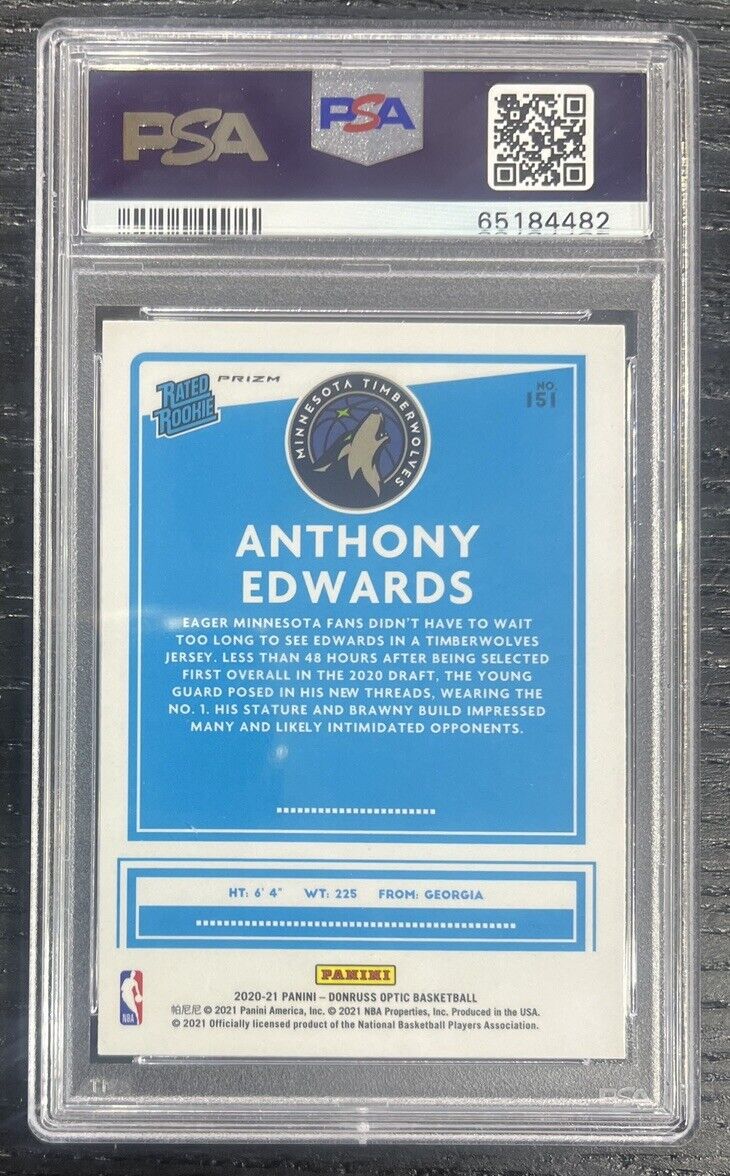 PSA
PSA
65184482
RATED
ROOKIE
PRIZM
MINNESOTA TIMBERWOLVES
NO.
151
ANTHONY
EDWARDS
EAGER MINNESOTA FANS DIDN'T HAVE TO WAIT
TOO LONG TO SEE EDWARDS IN A TIMBERWOLVES
JERSEY. LESS THAN 48 HOURS AFTER BEING SELECTED
FIRST OVERALL IN THE 2020 DRAFT, THE YOUNG
GUARD POSED IN HIS NEW THREADS, WEARING THE
NO. 1. HIS STATURE AND BRAWNY BUILD IMPRESSED
MANY AND LIKELY INTIMIDATED OPPONENTS.
HT: 6' 4" WT: 225 FROM: GEORGIA
PANINI
2020-21 PANINI – DONRUSS OPTIC BASKETBALL
帕尼尼 © 2021 Panini America, Inc. © 2021 NBA Properties, Inc. Produced in the USA.
© 2021 Officially licensed product of the National Basketball Players Association.
NBA
PSA